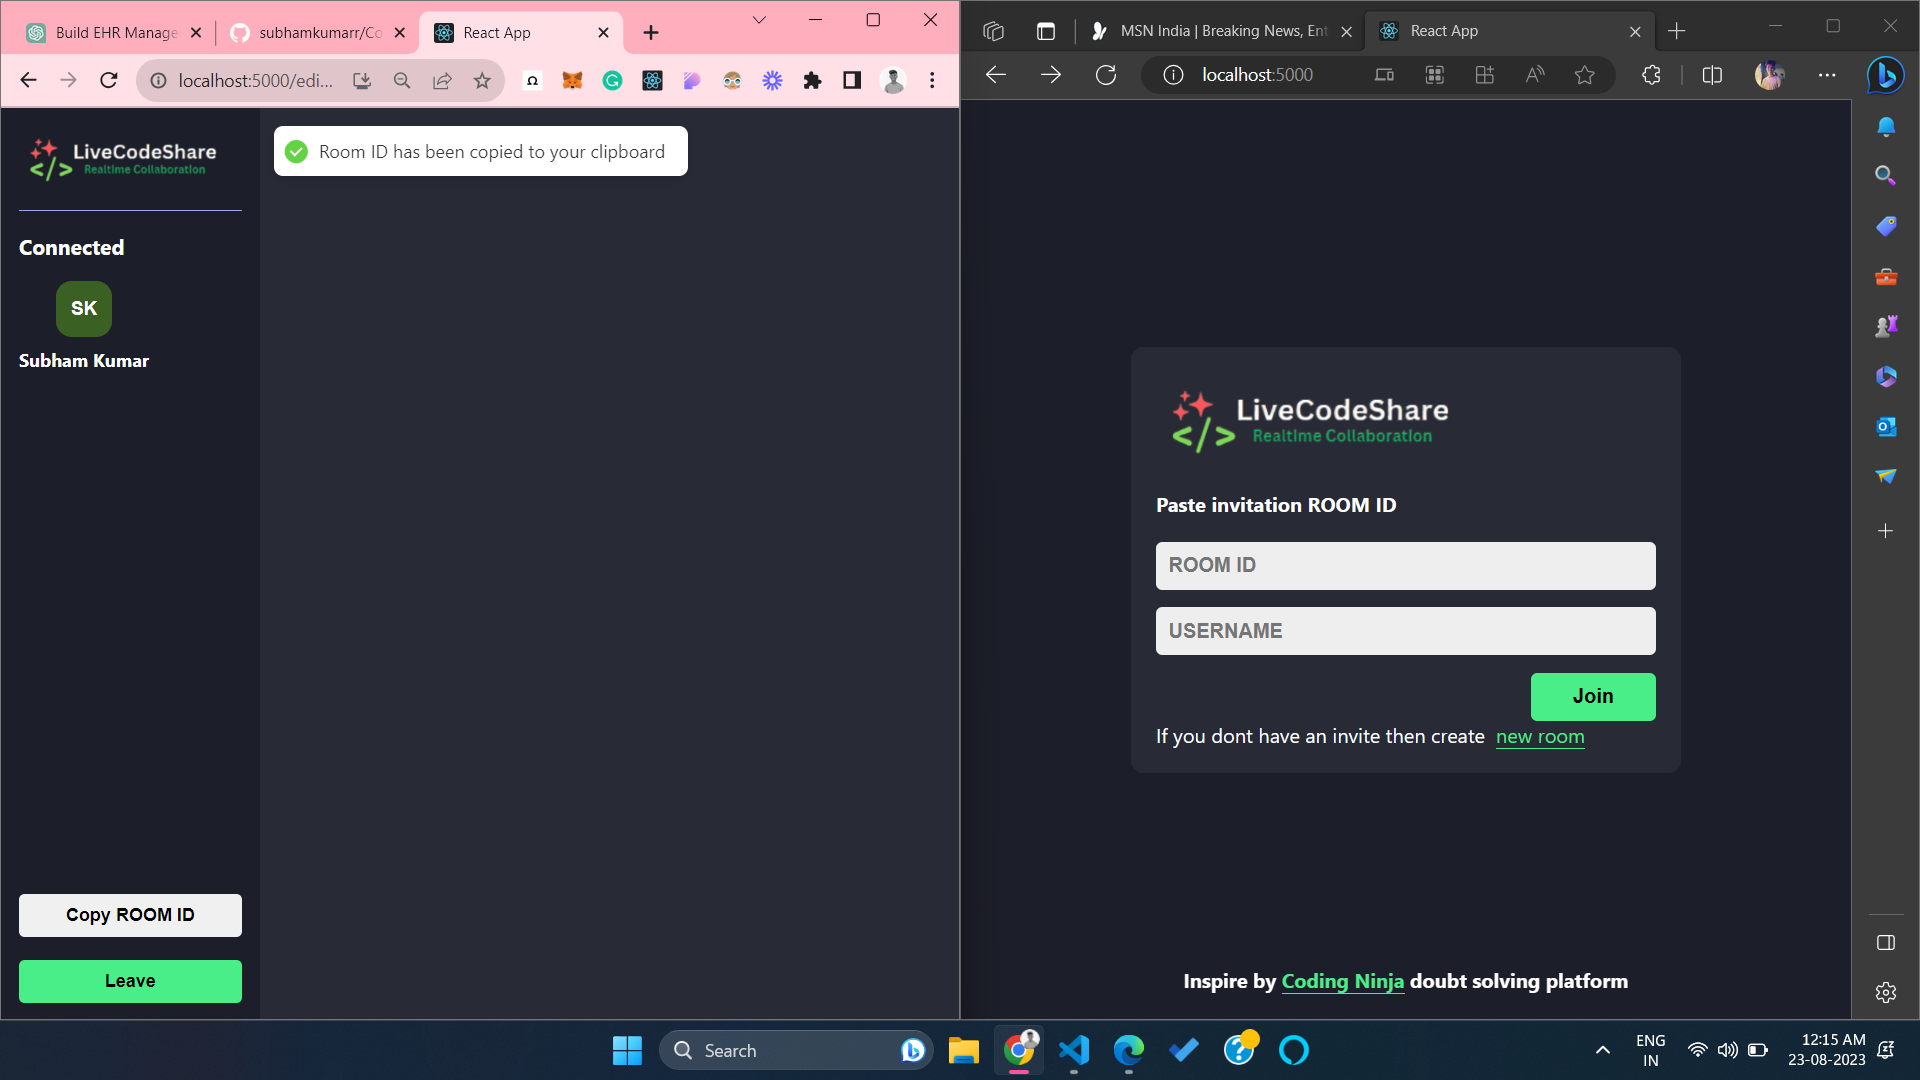 Build EHR Manage
subhamkumarr/Co
React App
localhost:5000/edi...
LiveCodeShare
Realtime Collaboration
Room ID has been copied to your clipboard
Connected
SK
Subham Kumar
Copy ROOM ID
Leave
MSN India | Breaking News, Ent
React App
localhost:5000
LiveCodeShare
Realtime Collaboration
Paste invitation ROOM ID
ROOM ID
USERNAME
Join
If you dont have an invite then create new room
Inspire by Coding Ninja doubt solving platform
Search
ENG
IN
12:15 AM
23-08-2023